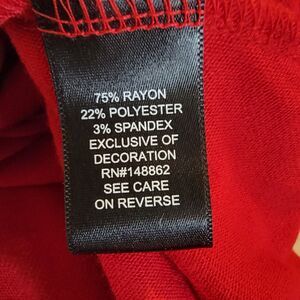 75% RAYON
22% POLYESTER
3% SPANDEX
EXCLUSIVE OF
DECORATION
RN#148862
SEE CARE
ON REVERSE